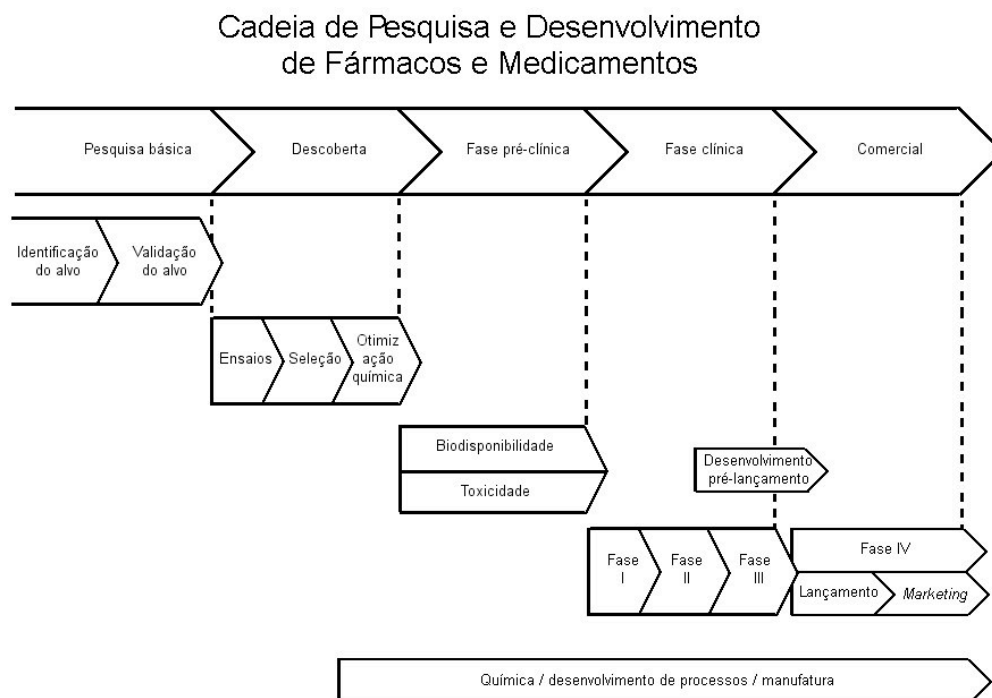 Cadeia de Pesquisa e Desenvolvimento
de Fármacos e Medicamentos
Pesquisa básica
Descoberta
Fase pré-clínica
Fase clínica
Comercial
Identificação
do alvo
Validação
do alvo
Ensaios
Seleção
Otimiz
ação
química
Biodisponibilidade
Toxicidade
Desenvolvimento
pré-lançamento
Fase
I
Fase
II
Fase
III
Fase IV
Lançamento
Marketing
Química / desenvolvimento de processos / manufatura